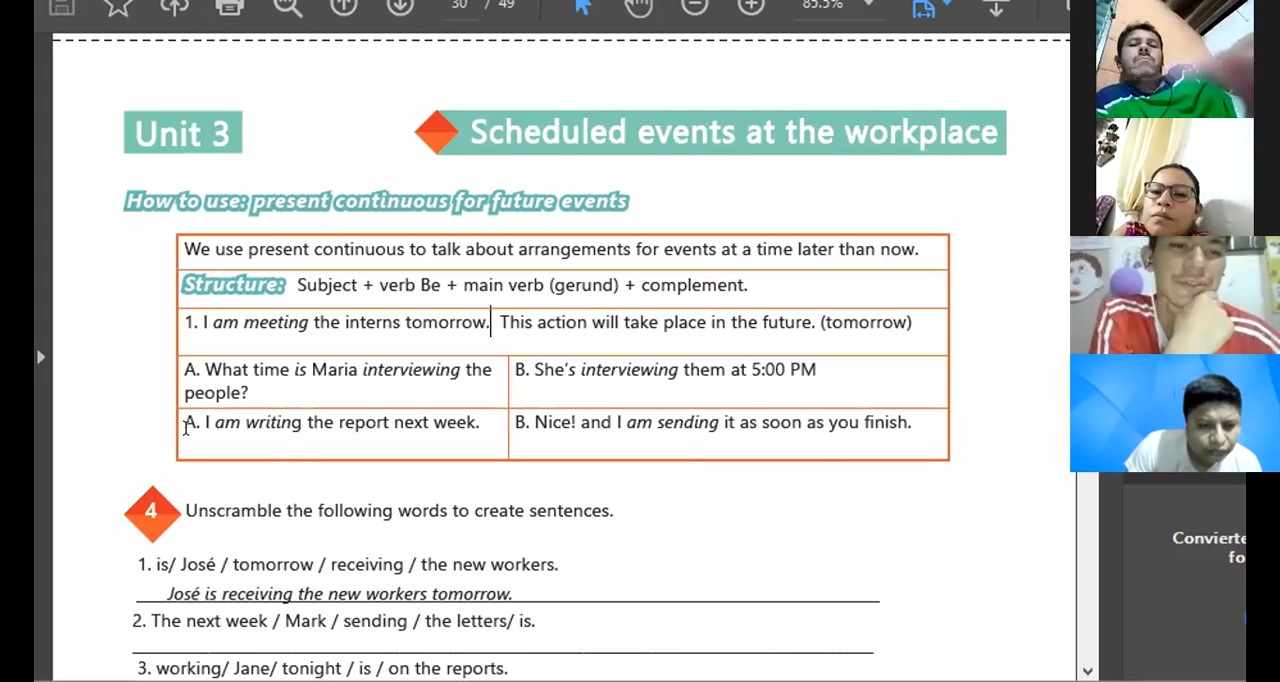 30 / 49
85.5%
Unit 3
Scheduled events at the workplace
How to use: present continuous for future events
We use present continuous to talk about arrangements for events at a time later than now.
Structure: Subject + verb Be + main verb (gerund) + complement.
1. I am meeting the interns tomorrow. This action will take place in the future. (tomorrow)
A. What time is Maria interviewing the
people?
B. She's interviewing them at 5:00 PM
A. I am writing the report next week.
B. Nice! and I am sending it as soon as you finish.
4 Unscramble the following words to create sentences.
1. is/ José / tomorrow / receiving / the new workers.
José is receiving the new workers tomorrow.
2. The next week / Mark / sending / the letters/ is.
3. working/ Jane/ tonight / is / on the reports.
Convierte
fo